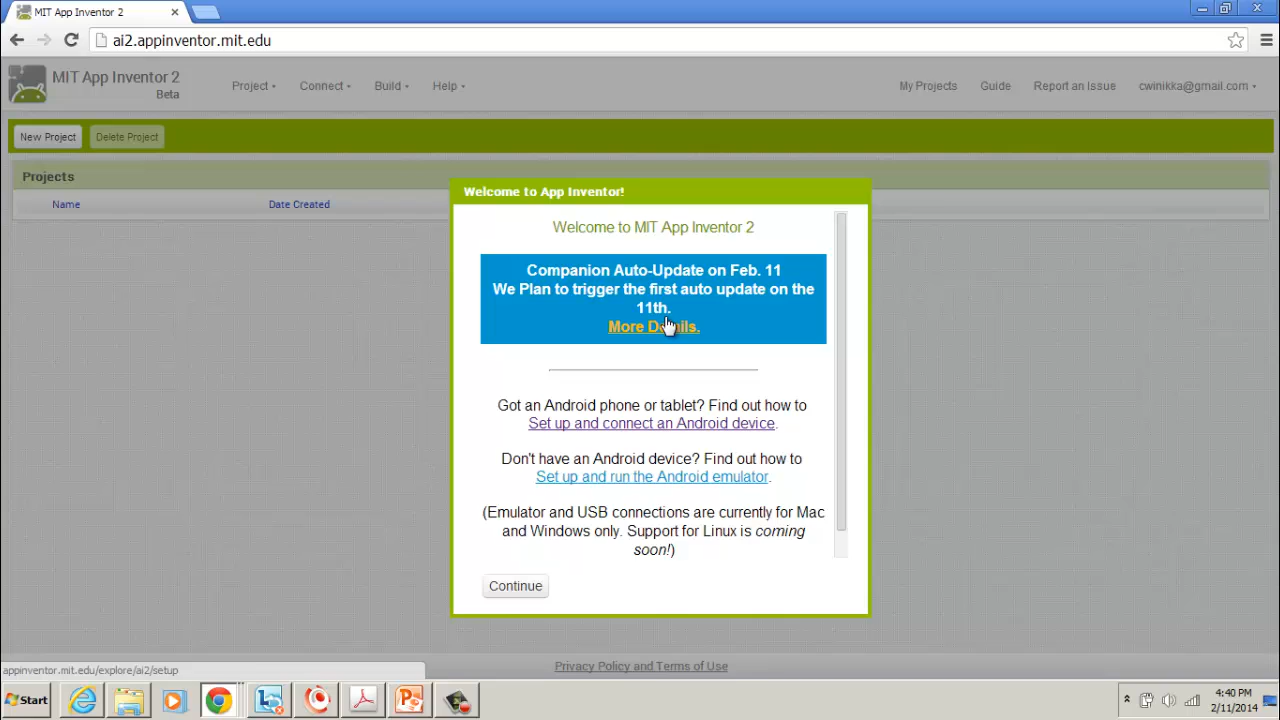 MIT App Inventor 2
ai2.appinventor.mit.edu
MIT App Inventor 2
Beta
Project
Connect
Build
Help
My Projects
Guide
Report an Issue
cwinikka@gmail.com
New Project
Delete Project
Projects
Name
Date Created
Welcome to App Inventor!
Welcome to MIT App Inventor 2
Companion Auto-Update on Feb. 11
We Plan to trigger the first auto update on the
11th.
More Details.
Got an Android phone or tablet? Find out how to
Set up and connect an Android device.
Don't have an Android device? Find out how to
Set up and run the Android emulator.
(Emulator and USB connections are currently for Mac
and Windows only. Support for Linux is coming
soon!)
Continue
Privacy Policy and Terms of Use
appinventor.mit.edu/explore/ai2/setup
Start
4:40 PM
2/11/2014